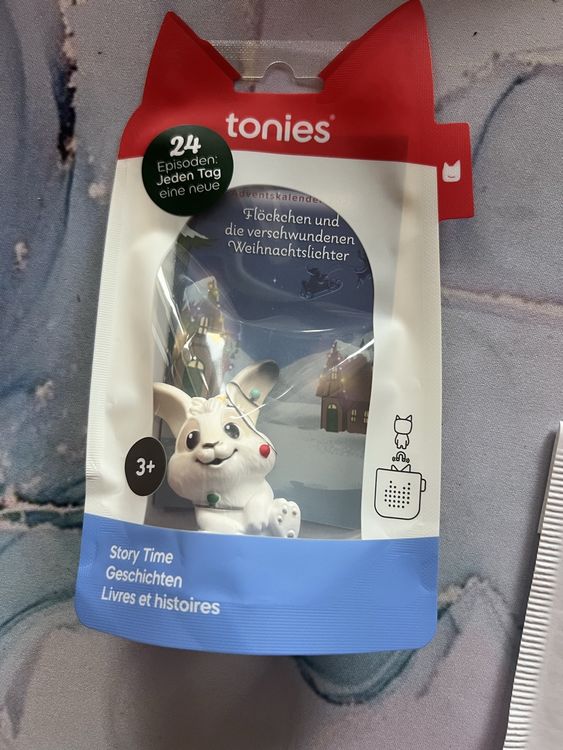 tonies®
24
Episoden:
Jeden Tag
eine neue
Adventskalender
Flöckchen und
die verschwundenen
Weihnachtslichter
3+
Story Time
Geschichten
Livres et histoires